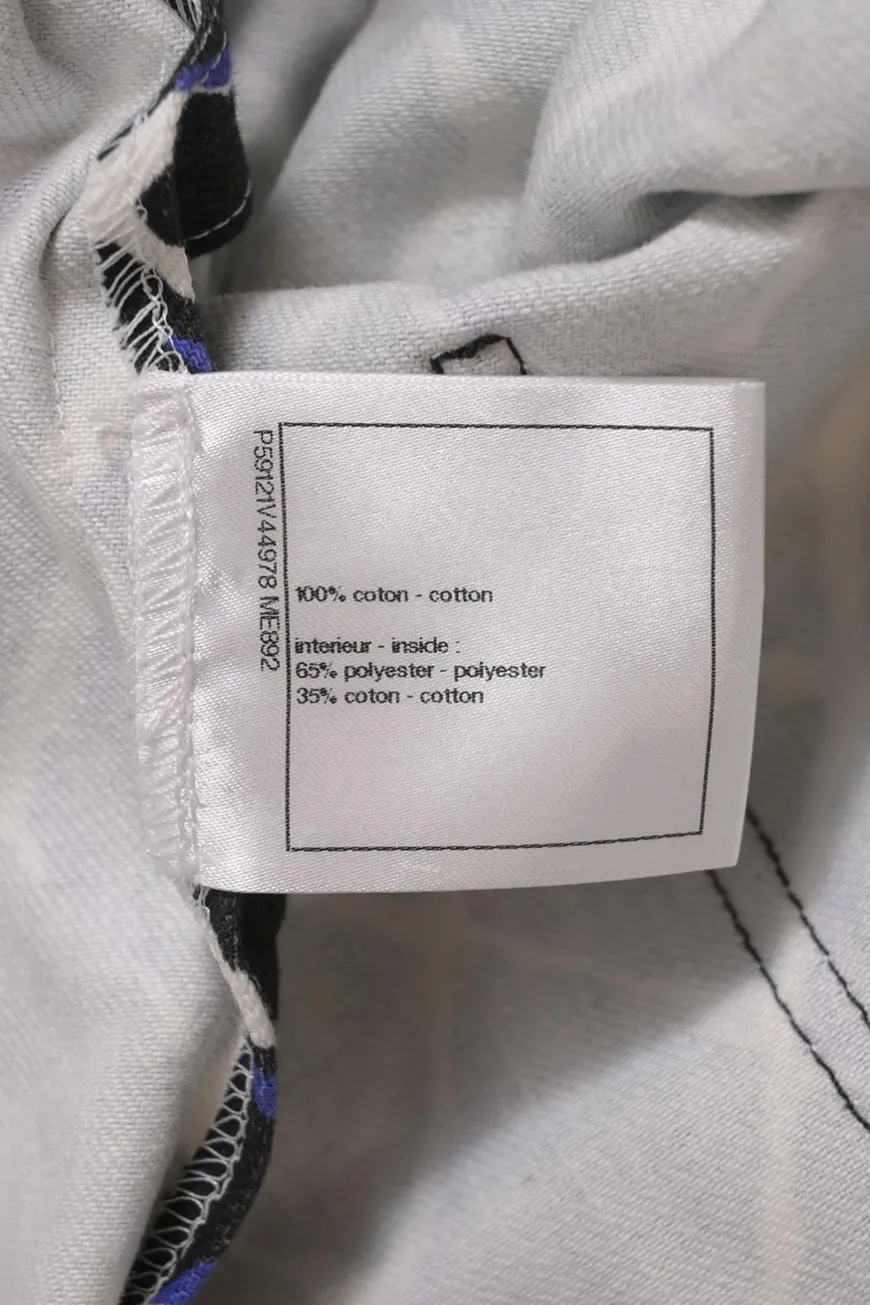 P59121V44978 ME892
100% coton - cotton
interieur - inside :
65% polyester - polyester
35% coton - cotton